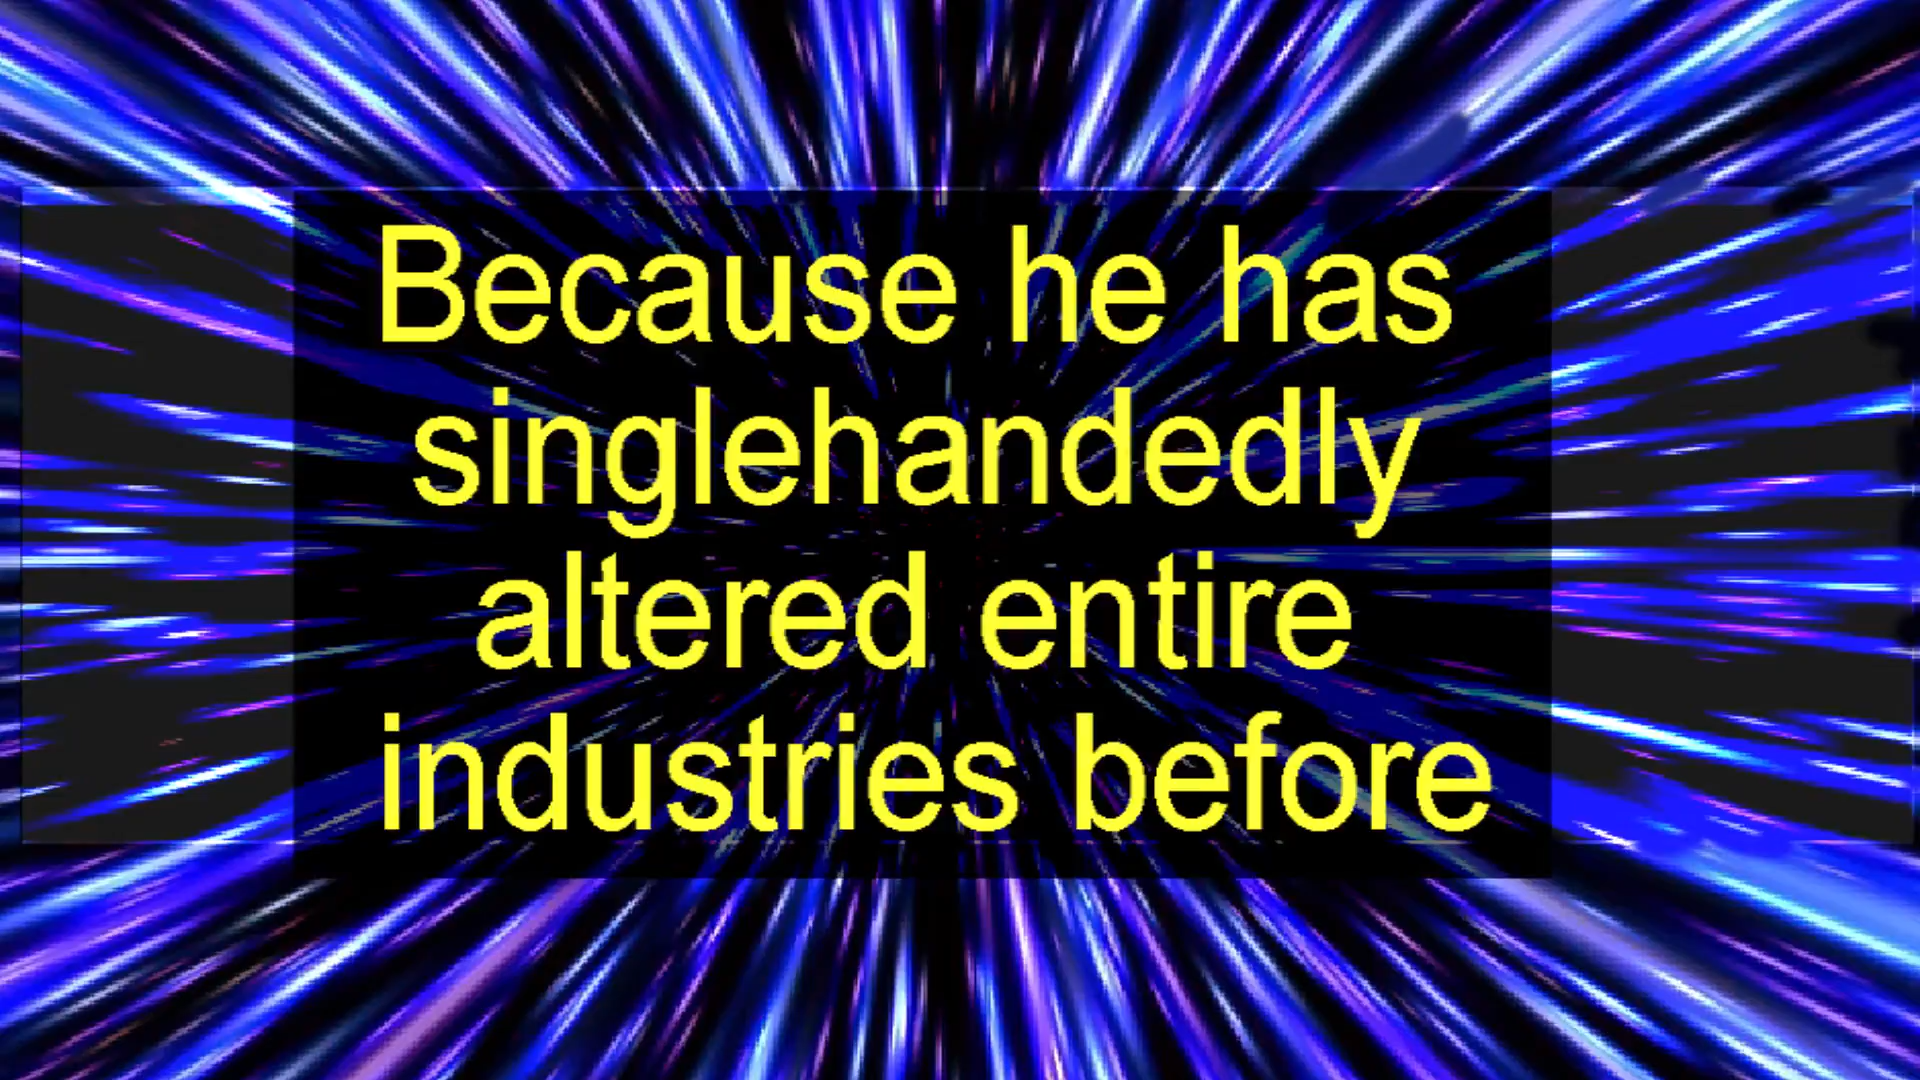 Because he has
singlehandedly
altered entire
industries before